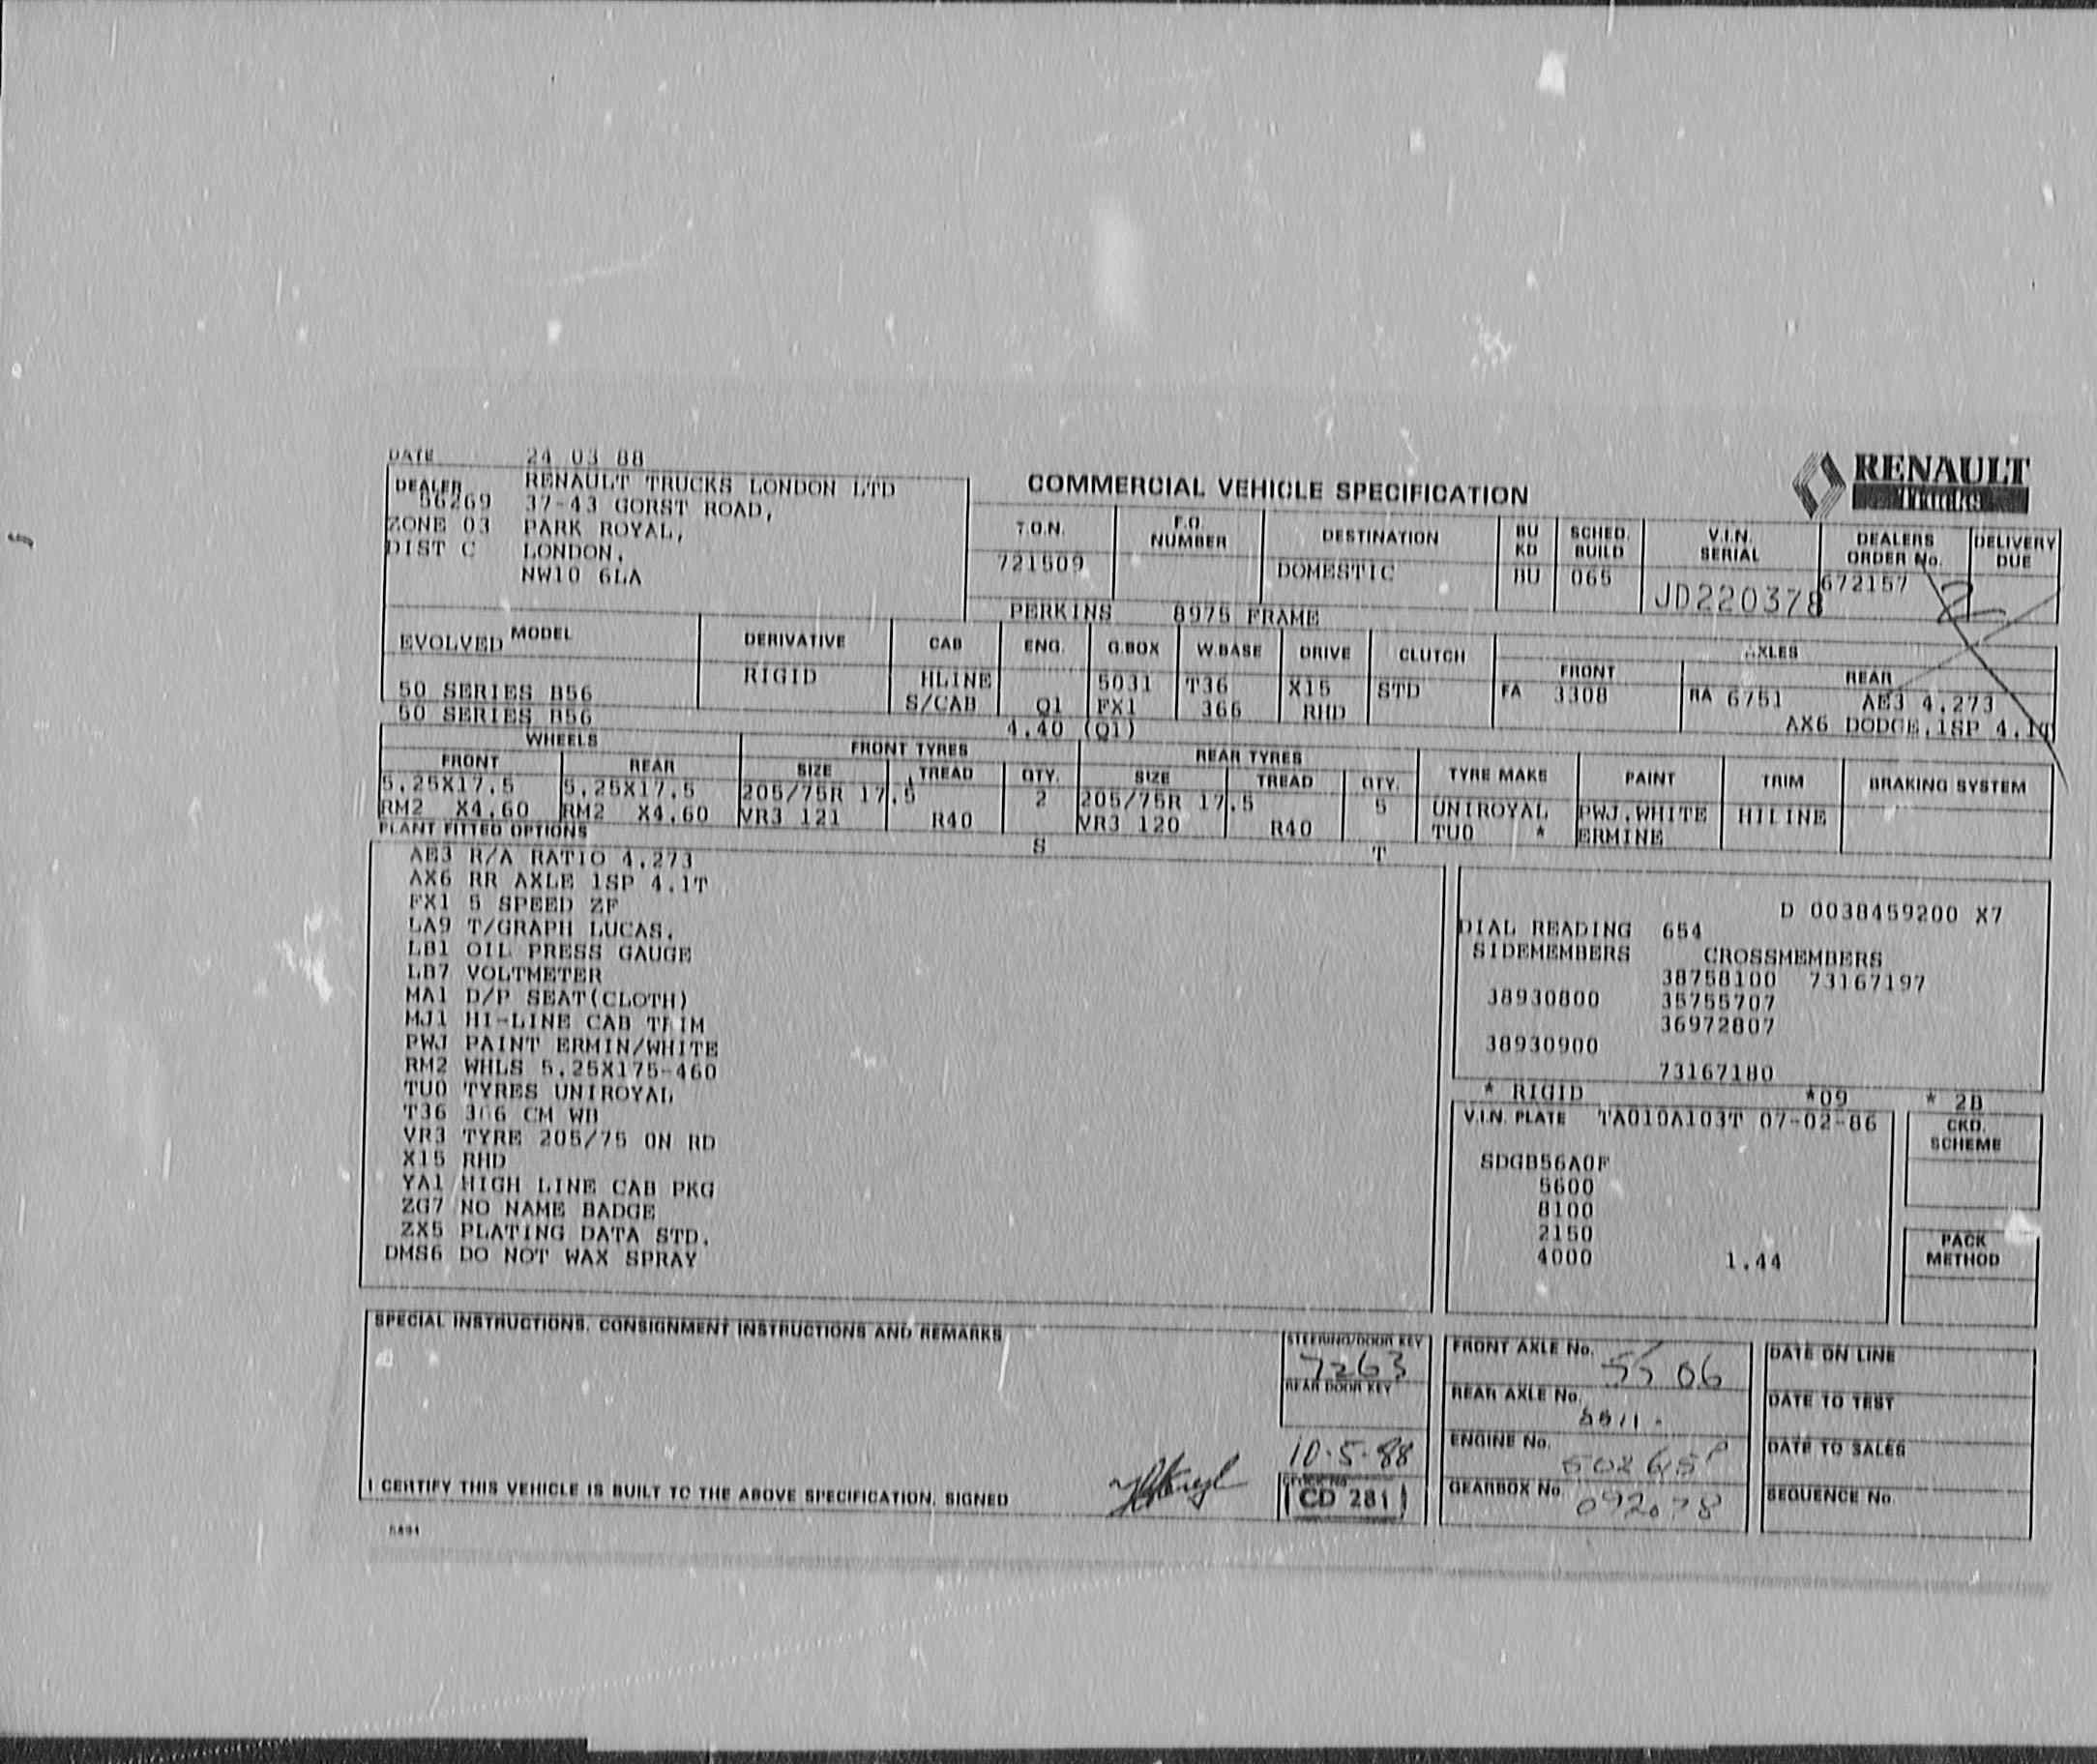 DATE 24 03 88
DEALER RENAULT TRUCKS LONDON LTD
56269 37-43 GORST ROAD,
ZONE 03 PARK ROYAL,
DIST C LONDON,
NW10 6LA
COMMERCIAL VEHICLE SPECIFICATION
RENAULT
T.O.N. F.O. NUMBER DESTINATION BU KD SCHED. BUILD V.I.N. SERIAL DEALERS ORDER No. DELIVERY DUE
721509 DOMESTIC BU 065 JD220378 672157 2
PERKINS 8975 FRAME
EVOLVED MODEL DERIVATIVE CAB ENG. G.BOX W.BASE DRIVE CLUTCH AXLES
FRONT REAR
50 SERIES B56 RIGID HLINE 5031 T36 X15 STD FA 3308 RA 6751 AE3 4.273
50 SERIES B56 S/CAB Q1 FX1 366 RHD AX6 DODGE,1SP 4.1T
4.40 (Q1)
WHEELS FRONT TYRES REAR TYRES
FRONT REAR SIZE TREAD QTY. SIZE TREAD QTY. TYRE MAKE PAINT TRIM BRAKING SYSTEM
5.25X17.5 5.25X17.5 205/75R 17.5 2 205/75R 17.5 5 UNIROYAL PWJ.WHITE HILINE
RM2 X4.60 RM2 X4.60 VR3 121 R40 VR3 120 R40 TU0 * ERMINE
PLANT FITTED OPTIONS S T
AE3 R/A RATIO 4.273
AX6 RR AXLE 1SP 4.1T
FX1 5 SPEED ZF
LA9 T/GRAPH LUCAS.
LB1 OIL PRESS GAUGE
LB7 VOLTMETER
MA1 D/P SEAT(CLOTH)
MJ1 HI-LINE CAB TRIM
PWJ PAINT ERMIN/WHITE
RM2 WHLS 5.25X175-460
TU0 TYRES UNIROYAL
T36 366 CM WB
VR3 TYRE 205/75 ON RD
X15 RHD
YA1 HIGH LINE CAB PKG
ZG7 NO NAME BADGE
ZX5 PLATING DATA STD.
DMS6 DO NOT WAX SPRAY
D 0038459200 X7
DIAL READING 654
SIDEMEMBERS CROSSMEMBERS
38758100 73167197
38930800 35755707
36972807
38930900
73167180
* RIGID *09 * 2B
V.I.N. PLATE TA010A103T 07-02-86
CKD. SCHEME
SDGB56A0F
5600
8100
2150
4000 1.44
PACK METHOD
SPECIAL INSTRUCTIONS. CONSIGNMENT INSTRUCTIONS AND REMARKS
STEERING/DOOR KEY
7263
REAR DOOR KEY
10.5.88
CD 281
FRONT AXLE No. 5506
REAR AXLE No.
ENGINE No.
GEARBOX No.
DATE ON LINE
DATE TO TEST
DATE TO SALES
SEQUENCE No.
I CERTIFY THIS VEHICLE IS BUILT TO THE ABOVE SPECIFICATION. SIGNED